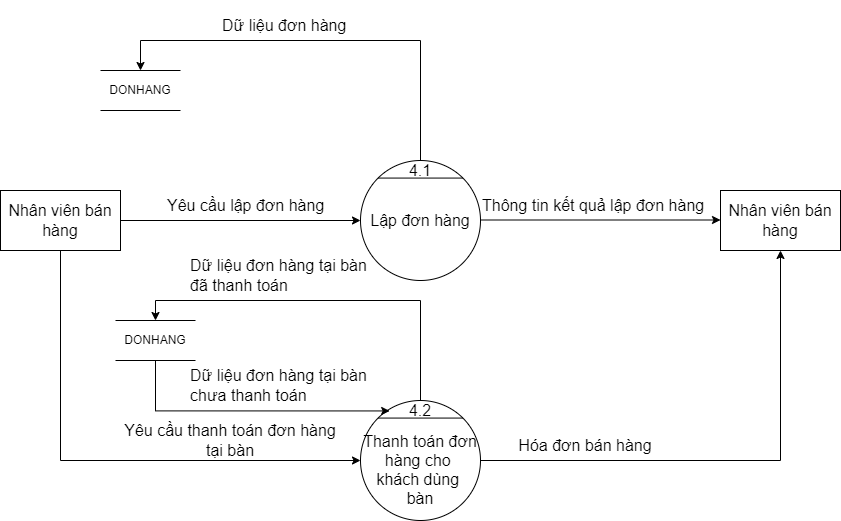 Dữ liệu đơn hàng
DONHANG
4.1
Lập đơn hàng
Nhân viên bán
hàng
Yêu cầu lập đơn hàng
Thông tin kết quả lập đơn hàng
Nhân viên bán
hàng
Dữ liệu đơn hàng tại bàn
đã thanh toán
DONHANG
Dữ liệu đơn hàng tại bàn
chưa thanh toán
4.2
Thanh toán đơn
hàng cho
khách dùng
bàn
Yêu cầu thanh toán đơn hàng
tại bàn
Hóa đơn bán hàng